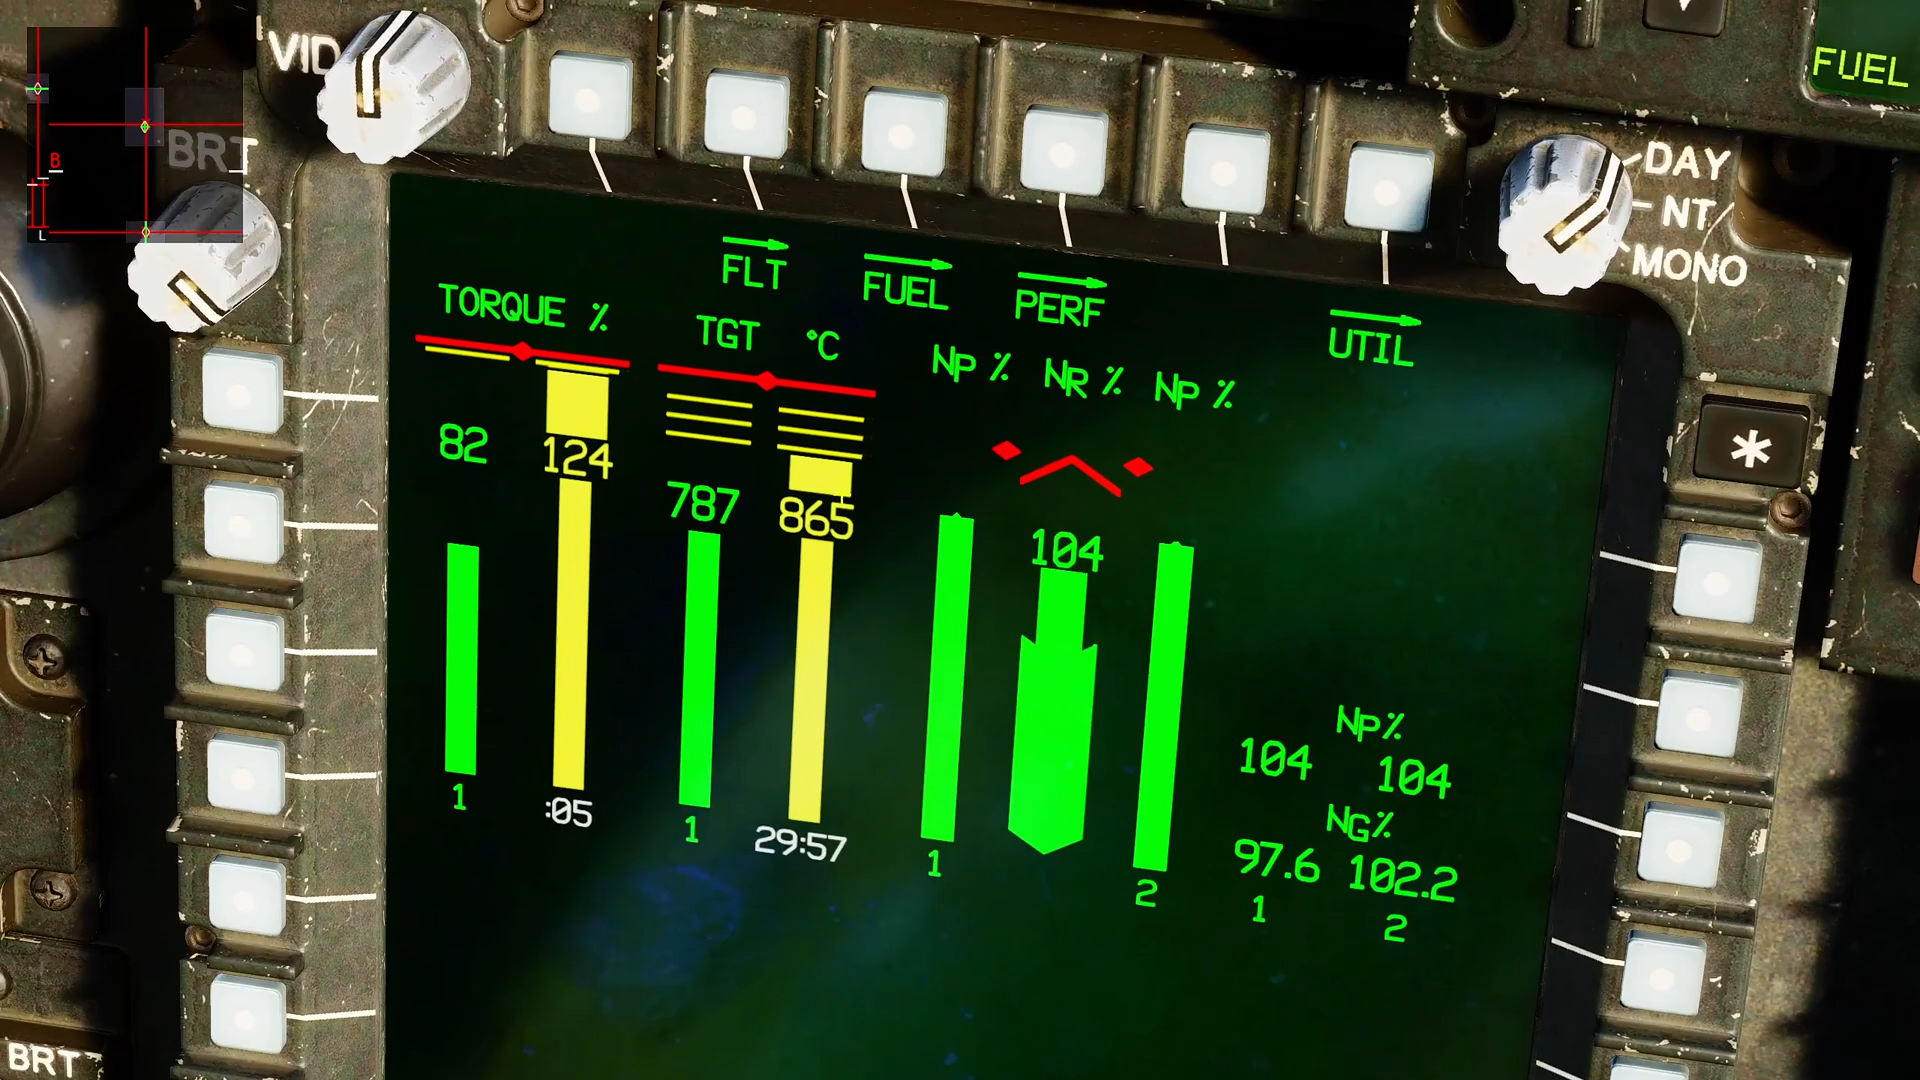 VID
FUEL
B
BRT
L
DAY
NT
MONO
FLT
FUEL
PERF
UTIL
TORQUE %
TGT °C
NP % NR % NP %
82
124
787
865
104
*
1
:05
1
29:57
1
2
NP%
104 104
NG%
97.6 102.2
1 2
BRT